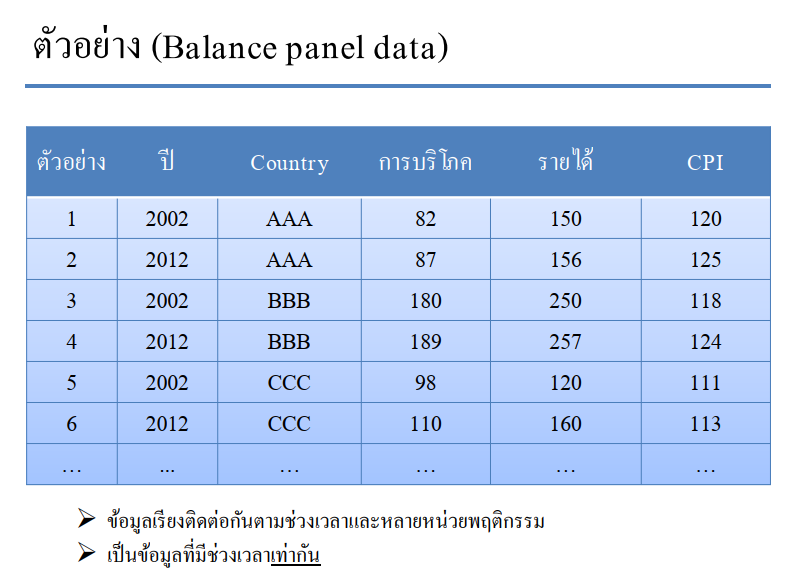 ตัวอย่าง (Balance panel data)
ตัวอย่าง ปี Country การบริโภค รายได้ CPI
1 2002 AAA 82 150 120
2 2012 AAA 87 156 125
3 2002 BBB 180 250 118
4 2012 BBB 189 257 124
5 2002 CCC 98 120 111
6 2012 CCC 110 160 113
… ... … … … …
➢ ข้อมูลเรียงติดต่อกันตามช่วงเวลาและหลายหน่วยพฤติกรรม
➢ เป็นข้อมูลที่มีช่วงเวลาเท่ากัน